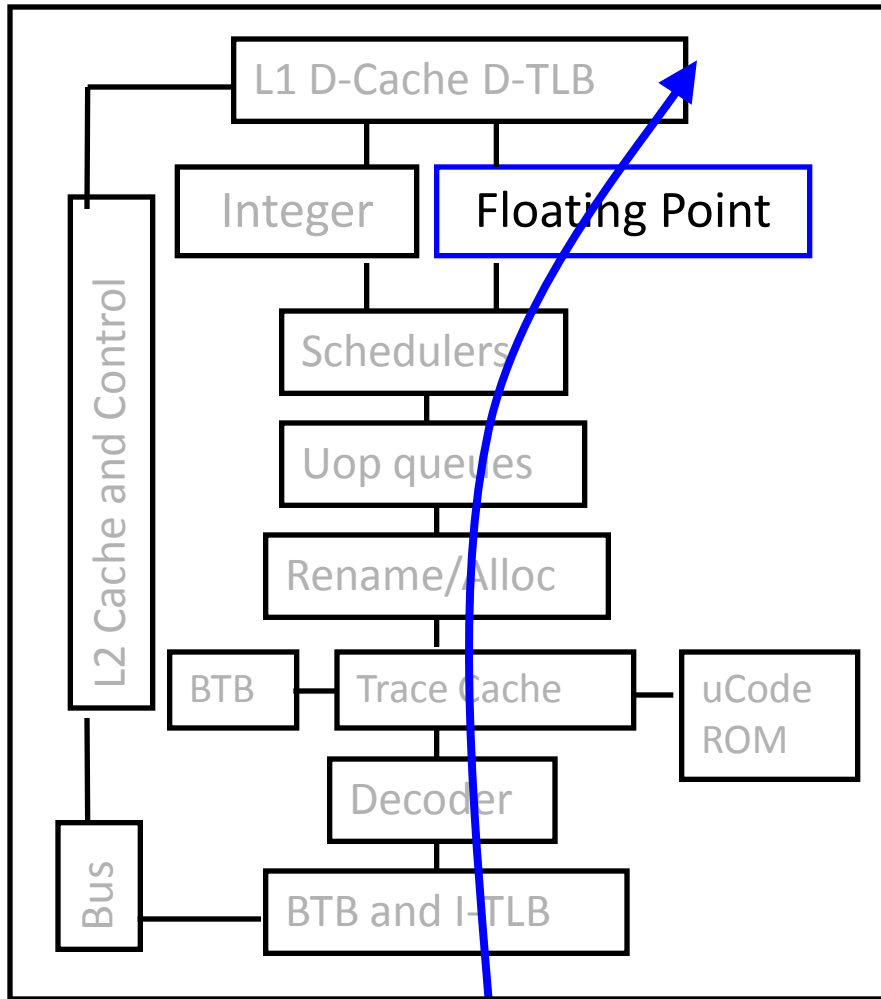 L1 D-Cache D-TLB
Integer
Floating Point
L2 Cache and Control
Schedulers
Uop queues
Rename/Alloc
BTB
Trace Cache
uCode
ROM
Decoder
Bus
BTB and I-TLB